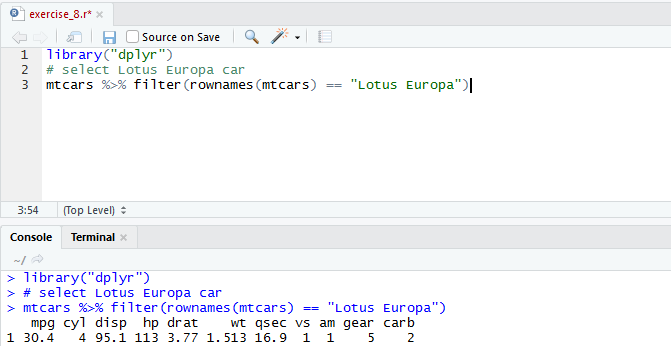 exercise_8.r* ×
Source on Save
1 library("dplyr")
2 # select Lotus Europa car
3 mtcars %>% filter(rownames(mtcars) == "Lotus Europa")
3:54 (Top Level)
Console Terminal ×
~/
> library("dplyr")
> # select Lotus Europa car
> mtcars %>% filter(rownames(mtcars) == "Lotus Europa")
mpg cyl disp hp drat wt qsec vs am gear carb
1 30.4 4 95.1 113 3.77 1.513 16.9 1 1 5 2